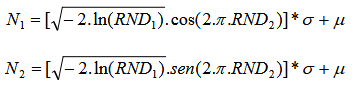 N₁ = [√−2.ln(RND₁).cos(2.π.RND₂)]* σ + μ
N₂ = [√−2.ln(RND₁).sen(2.π.RND₂)]* σ + μ